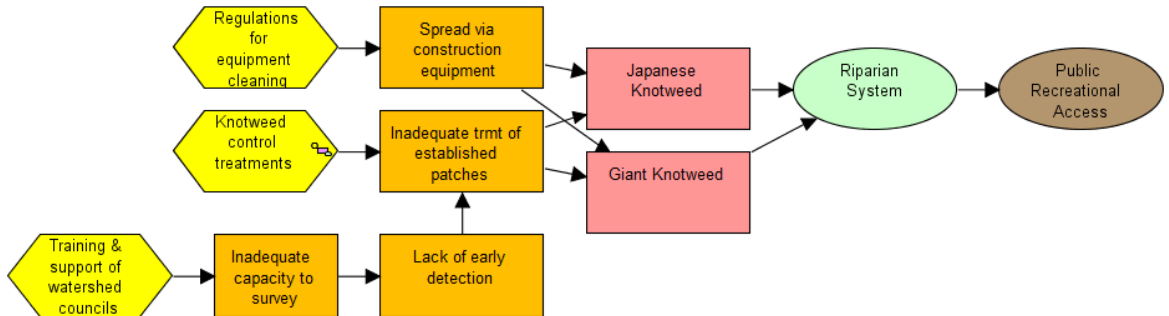 Regulations
for
equipment
cleaning
Spread via
construction
equipment
Japanese
Knotweed
Riparian
System
Public
Recreational
Access
Knotweed
control
treatments
Inadequate trmt of
established
patches
Giant Knotweed
Training &
support of
watershed
councils
Inadequate
capacity to
survey
Lack of early
detection